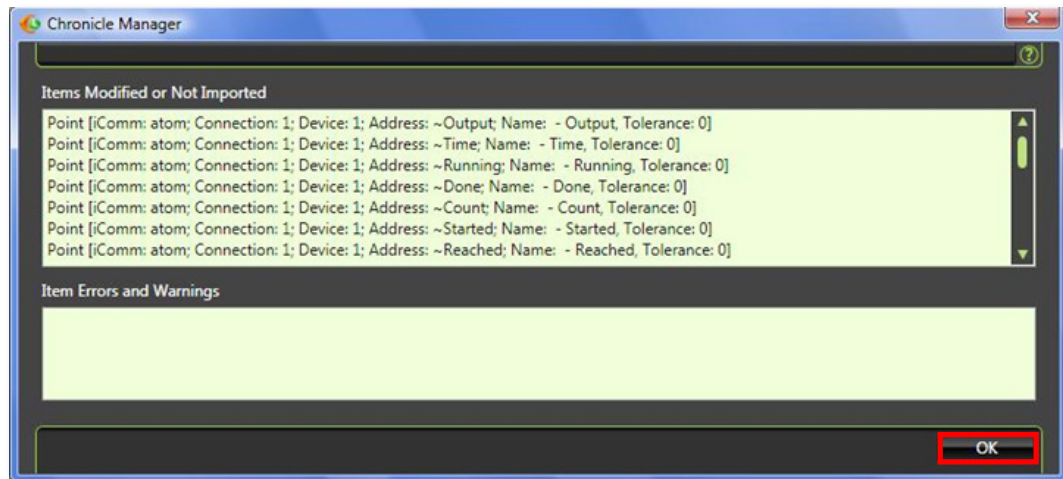 Chronicle Manager
Items Modified or Not Imported
Point [iComm: atom; Connection: 1; Device: 1; Address: ~Output; Name:  - Output, Tolerance: 0]
Point [iComm: atom; Connection: 1; Device: 1; Address: ~Time; Name:  - Time, Tolerance: 0]
Point [iComm: atom; Connection: 1; Device: 1; Address: ~Running; Name:  - Running, Tolerance: 0]
Point [iComm: atom; Connection: 1; Device: 1; Address: ~Done; Name:  - Done, Tolerance: 0]
Point [iComm: atom; Connection: 1; Device: 1; Address: ~Count; Name:  - Count, Tolerance: 0]
Point [iComm: atom; Connection: 1; Device: 1; Address: ~Started; Name:  - Started, Tolerance: 0]
Point [iComm: atom; Connection: 1; Device: 1; Address: ~Reached; Name:  - Reached, Tolerance: 0]
Item Errors and Warnings
OK